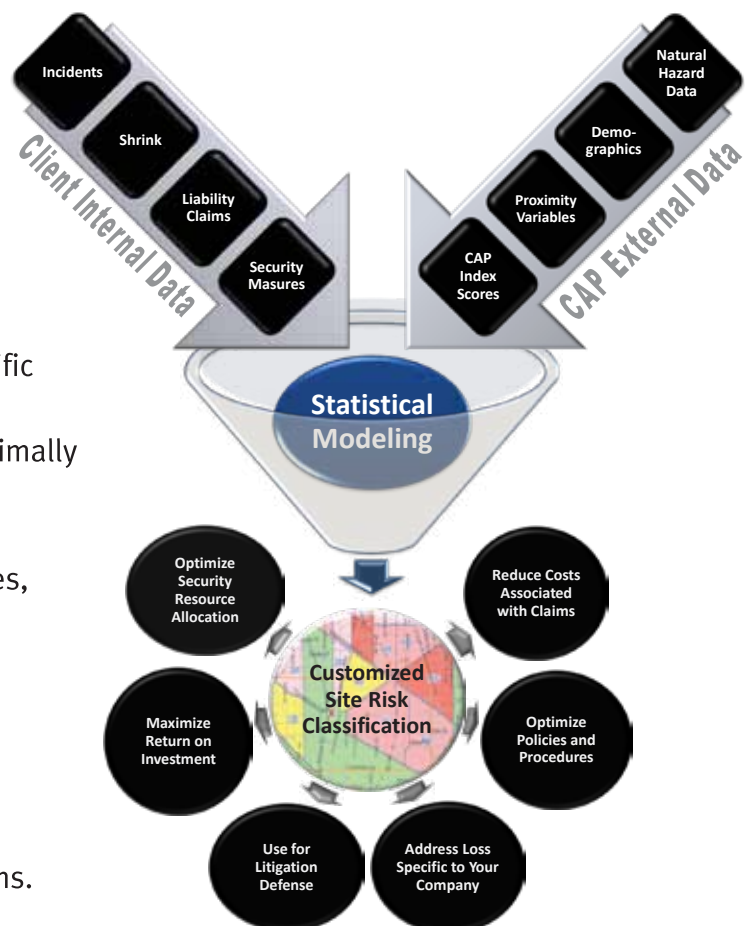 Incidents
Shrink
Liability
Claims
Security
Masures
Client Internal Data
Natural
Hazard
Data
Demo-
graphics
Proximity
Variables
CAP
Index
Scores
CAP External Data
ific
imally
es,
ns.
Statistical
Modeling
Optimize
Security
Resource
Allocation
Reduce Costs
Associated
with Claims
Customized
Site Risk
Classification
Maximize
Return on
Investment
Optimize
Policies and
Procedures
Use for
Litigation
Defense
Address Loss
Specific to Your
Company